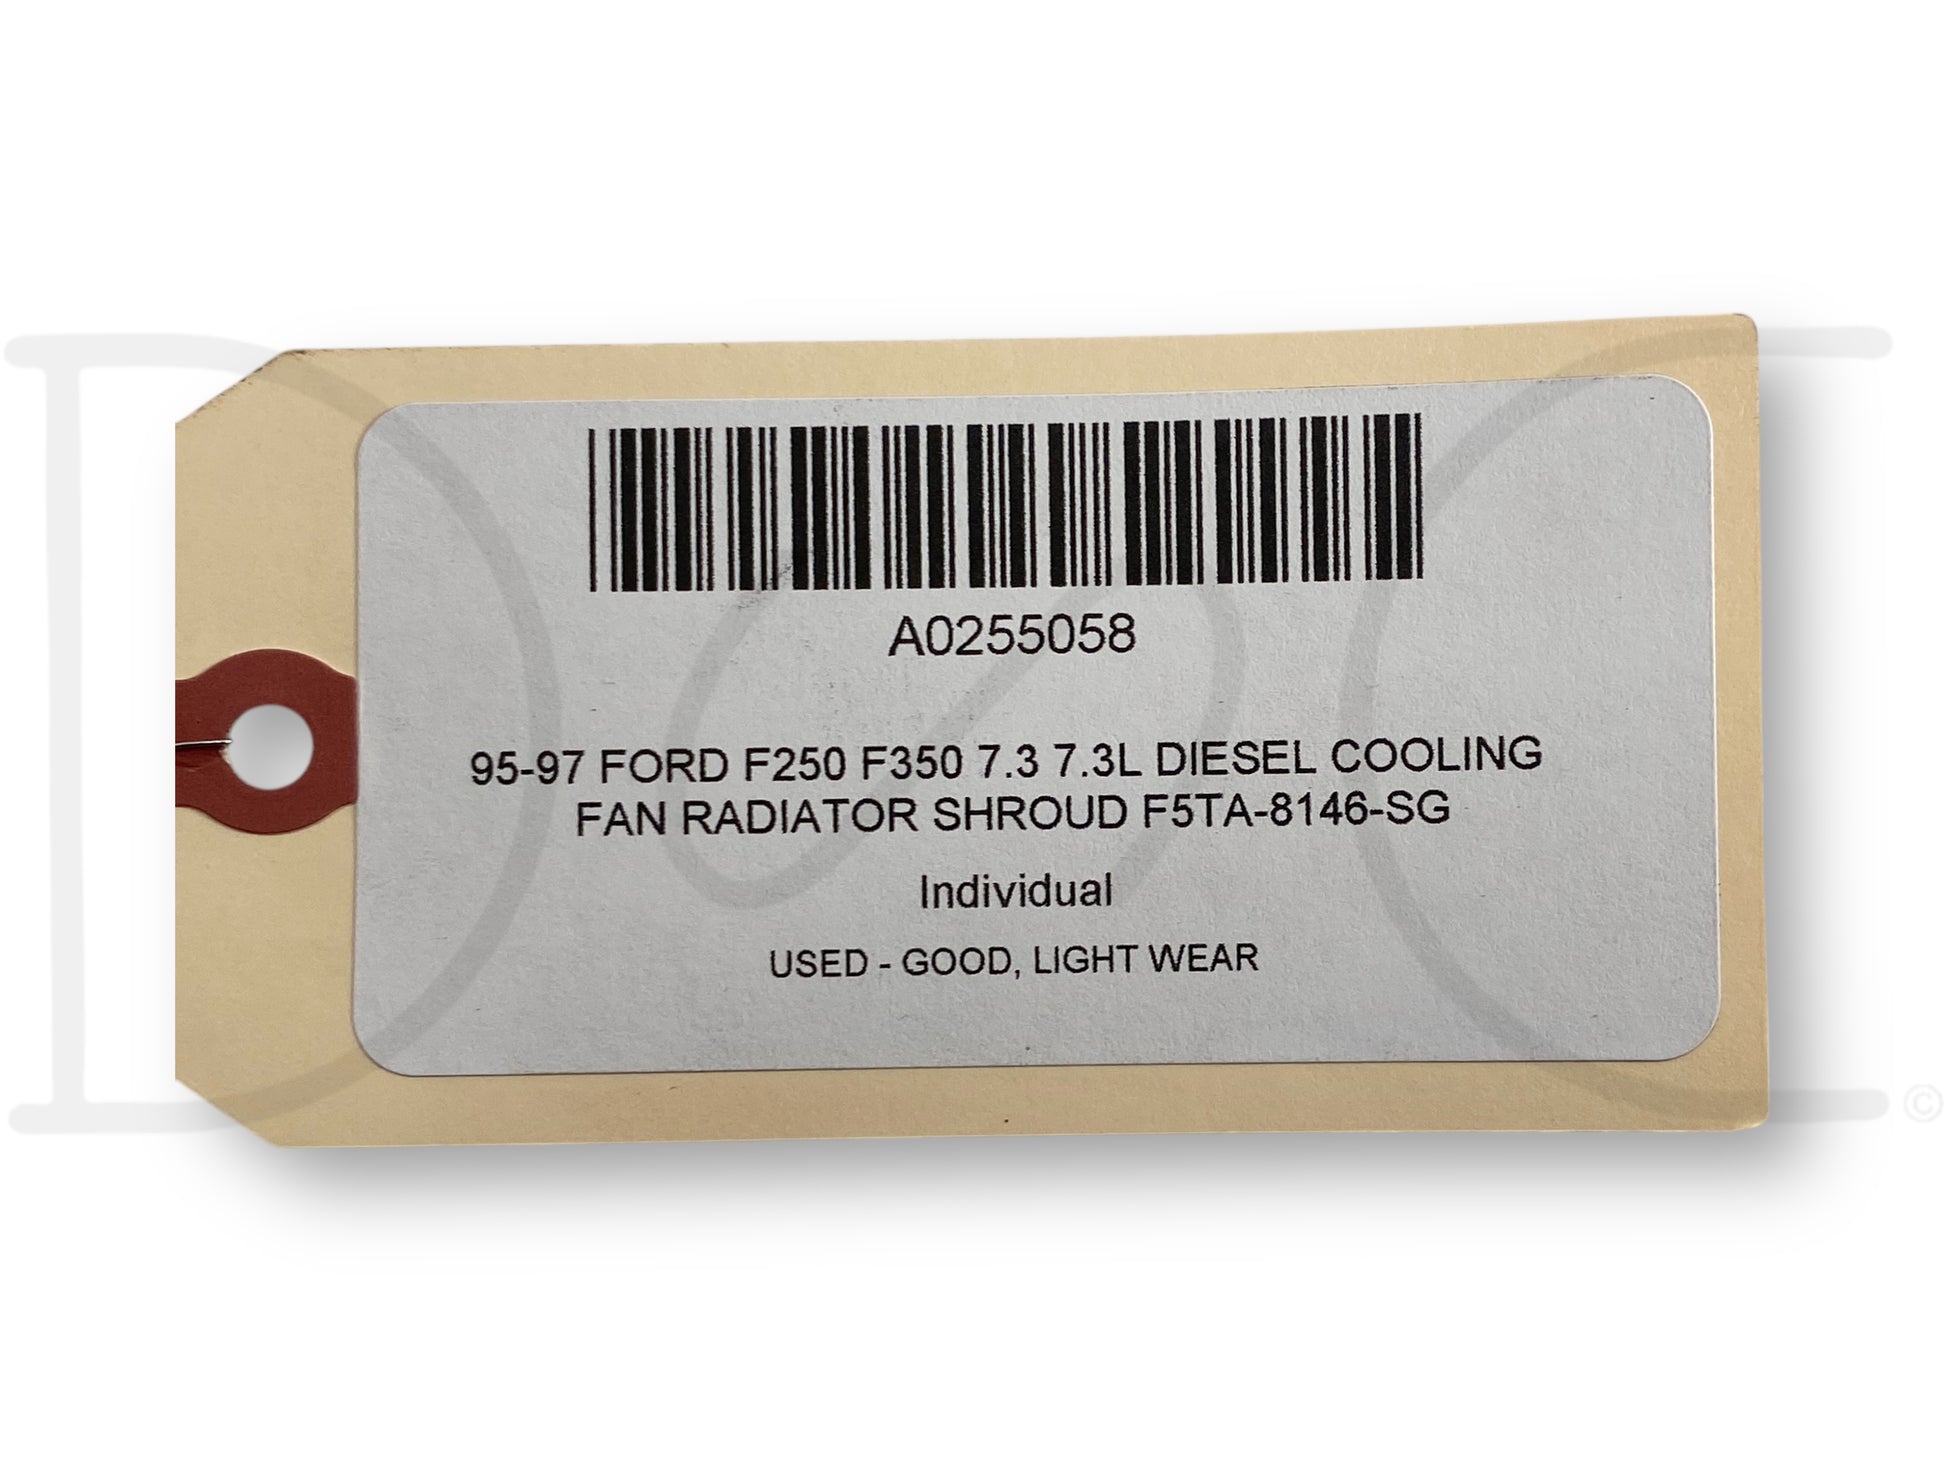 A0255058
95-97 FORD F250 F350 7.3 7.3L DIESEL COOLING
FAN RADIATOR SHROUD F5TA-8146-SG
Individual
USED - GOOD, LIGHT WEAR
©